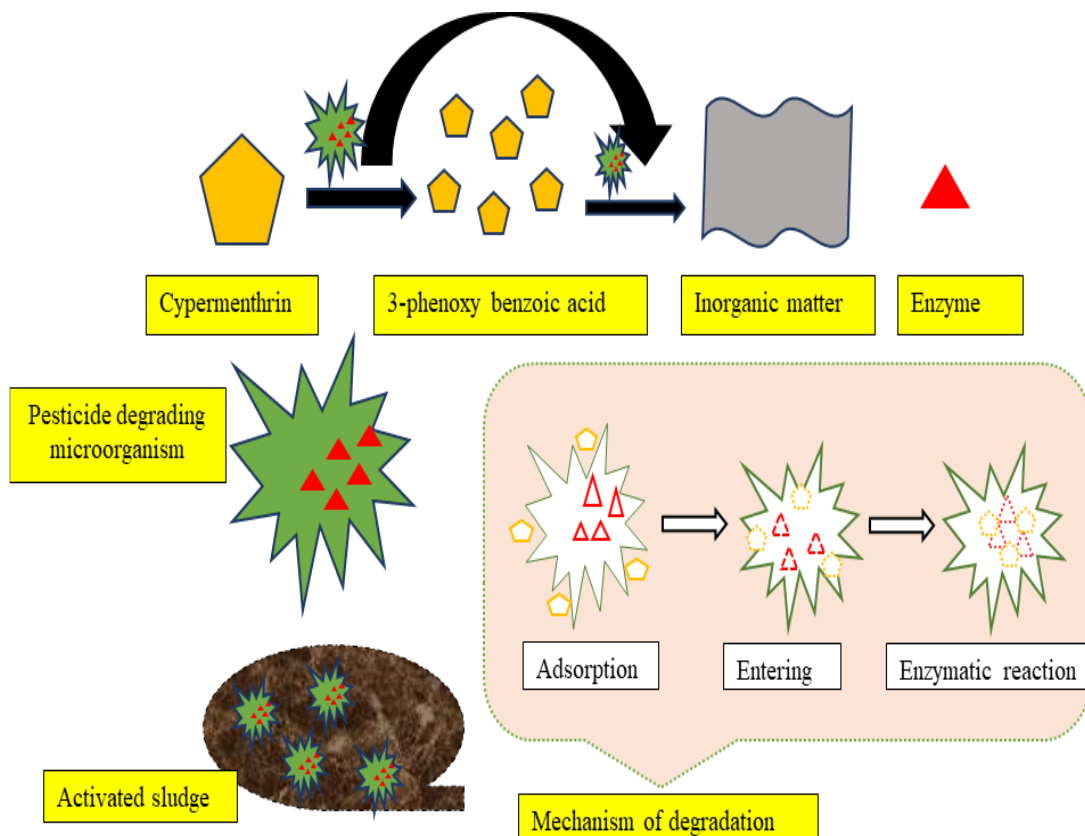 Cypermenthrin
3-phenoxy benzoic acid
Inorganic matter
Enzyme
Pesticide degrading
microorganism
Adsorption
Entering
Enzymatic reaction
Activated sludge
Mechanism of degradation